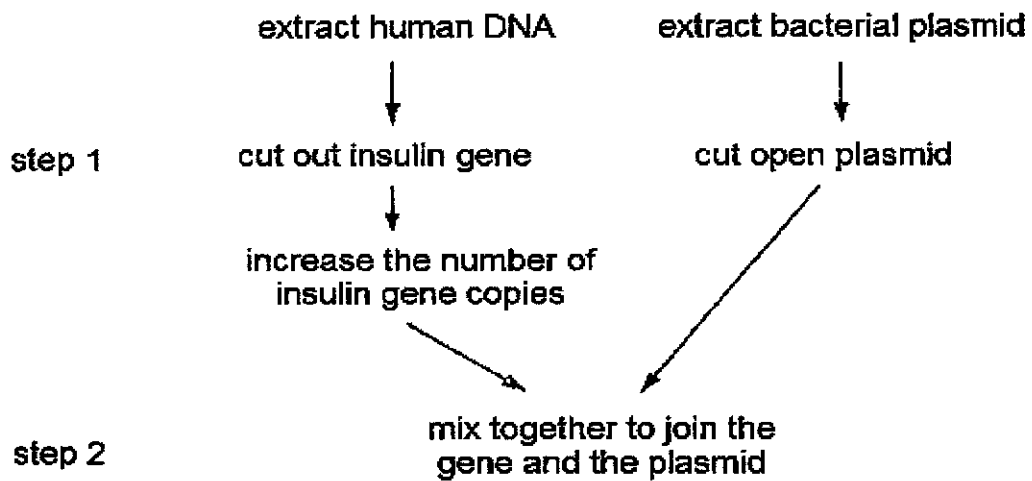 extract human DNA
extract bacterial plasmid
step 1
cut out insulin gene
cut open plasmid
increase the number of
insulin gene copies
step 2
mix together to join the
gene and the plasmid